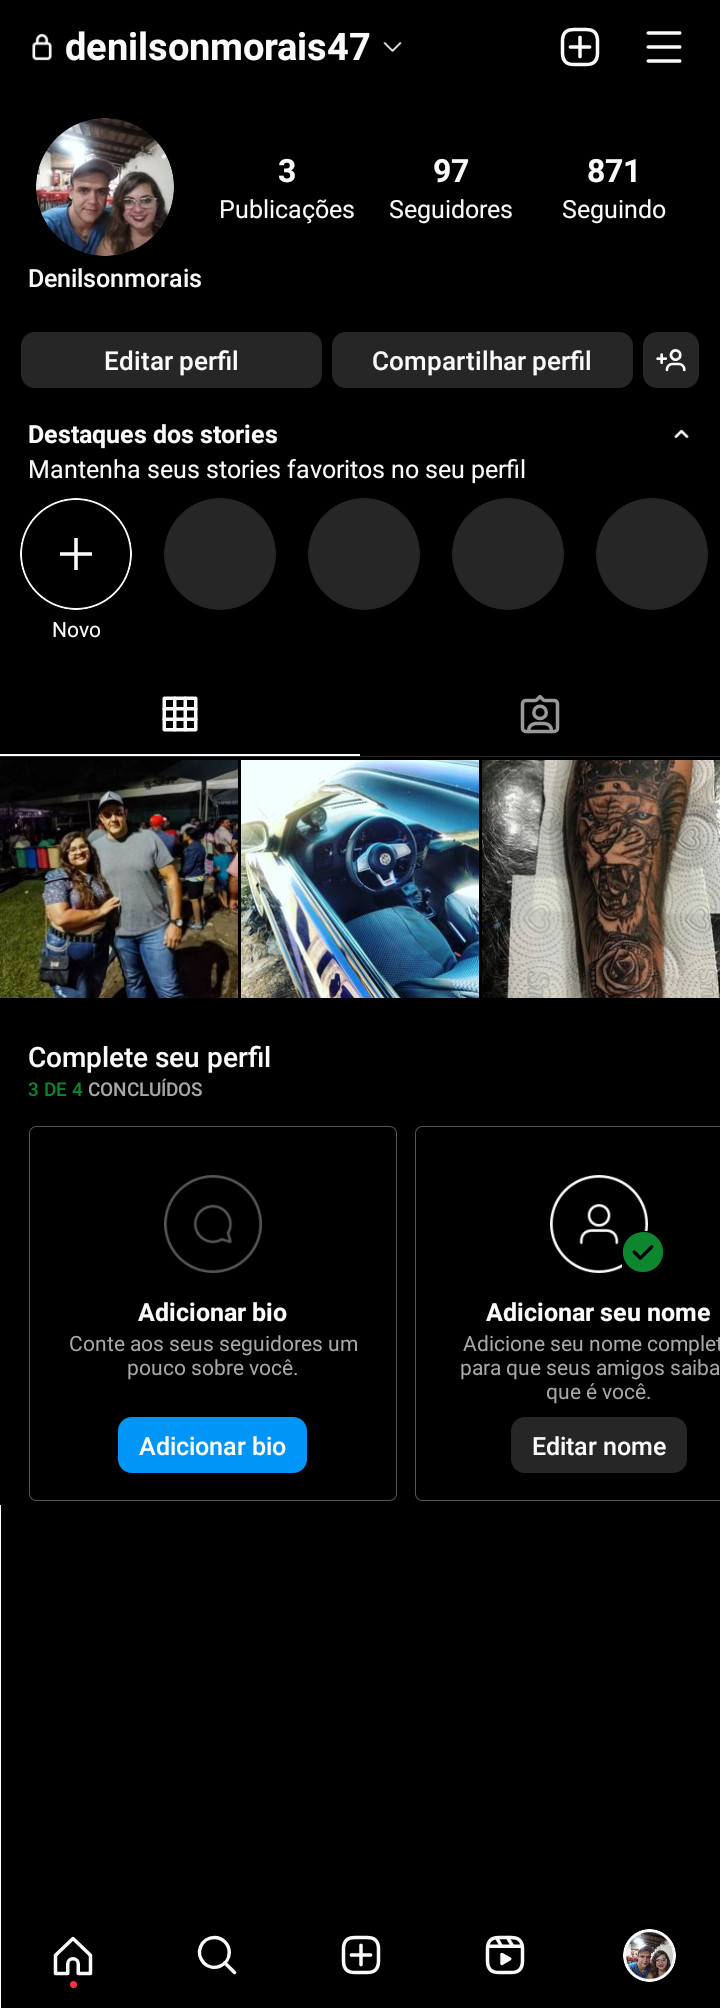 denilsonmorais47
3 97 871
Publicações Seguidores Seguindo
Denilsonmorais
Editar perfil Compartilhar perfil
Destaques dos stories
Mantenha seus stories favoritos no seu perfil
Novo
Complete seu perfil
3 DE 4 CONCLUÍDOS
Adicionar bio
Conte aos seus seguidores um
pouco sobre você.
Adicionar bio
Adicionar seu nome
Adicione seu nome complet
para que seus amigos saiba
que é você.
Editar nome